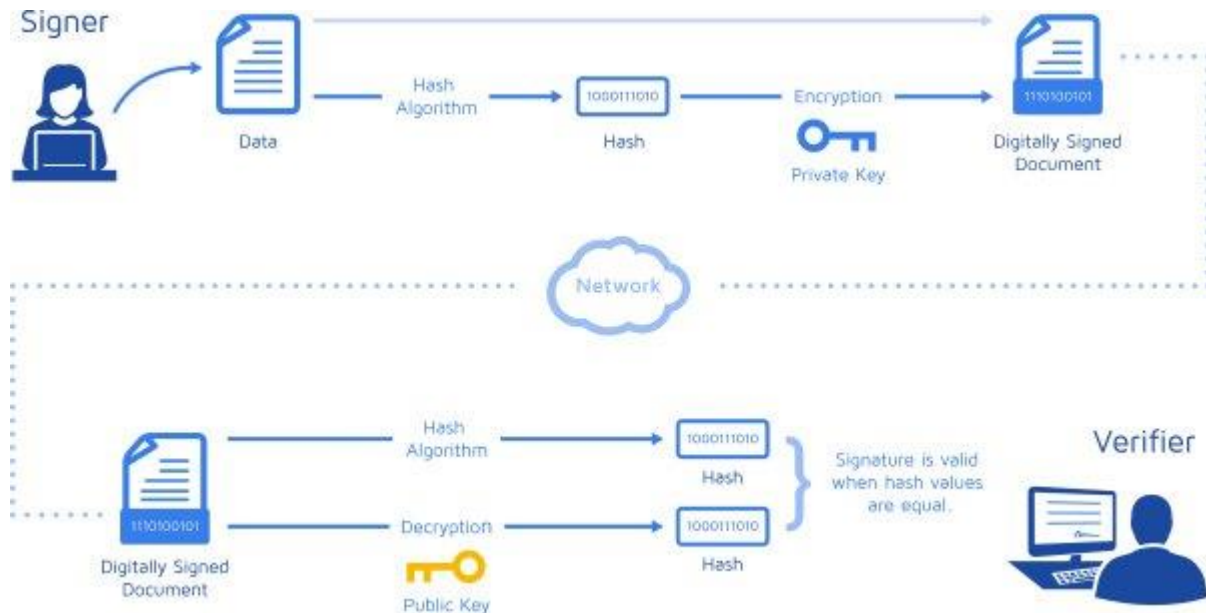 Signer
Data
Hash
Algorithm
1000111010
Hash
Encryption
Private Key
1110100101
Digitally Signed
Document
Network
1110100101
Digitally Signed
Document
Hash
Algorithm
1000111010
Hash
Decryption
Public Key
1000111010
Hash
Signature is valid
when hash values
are equal.
Verifier